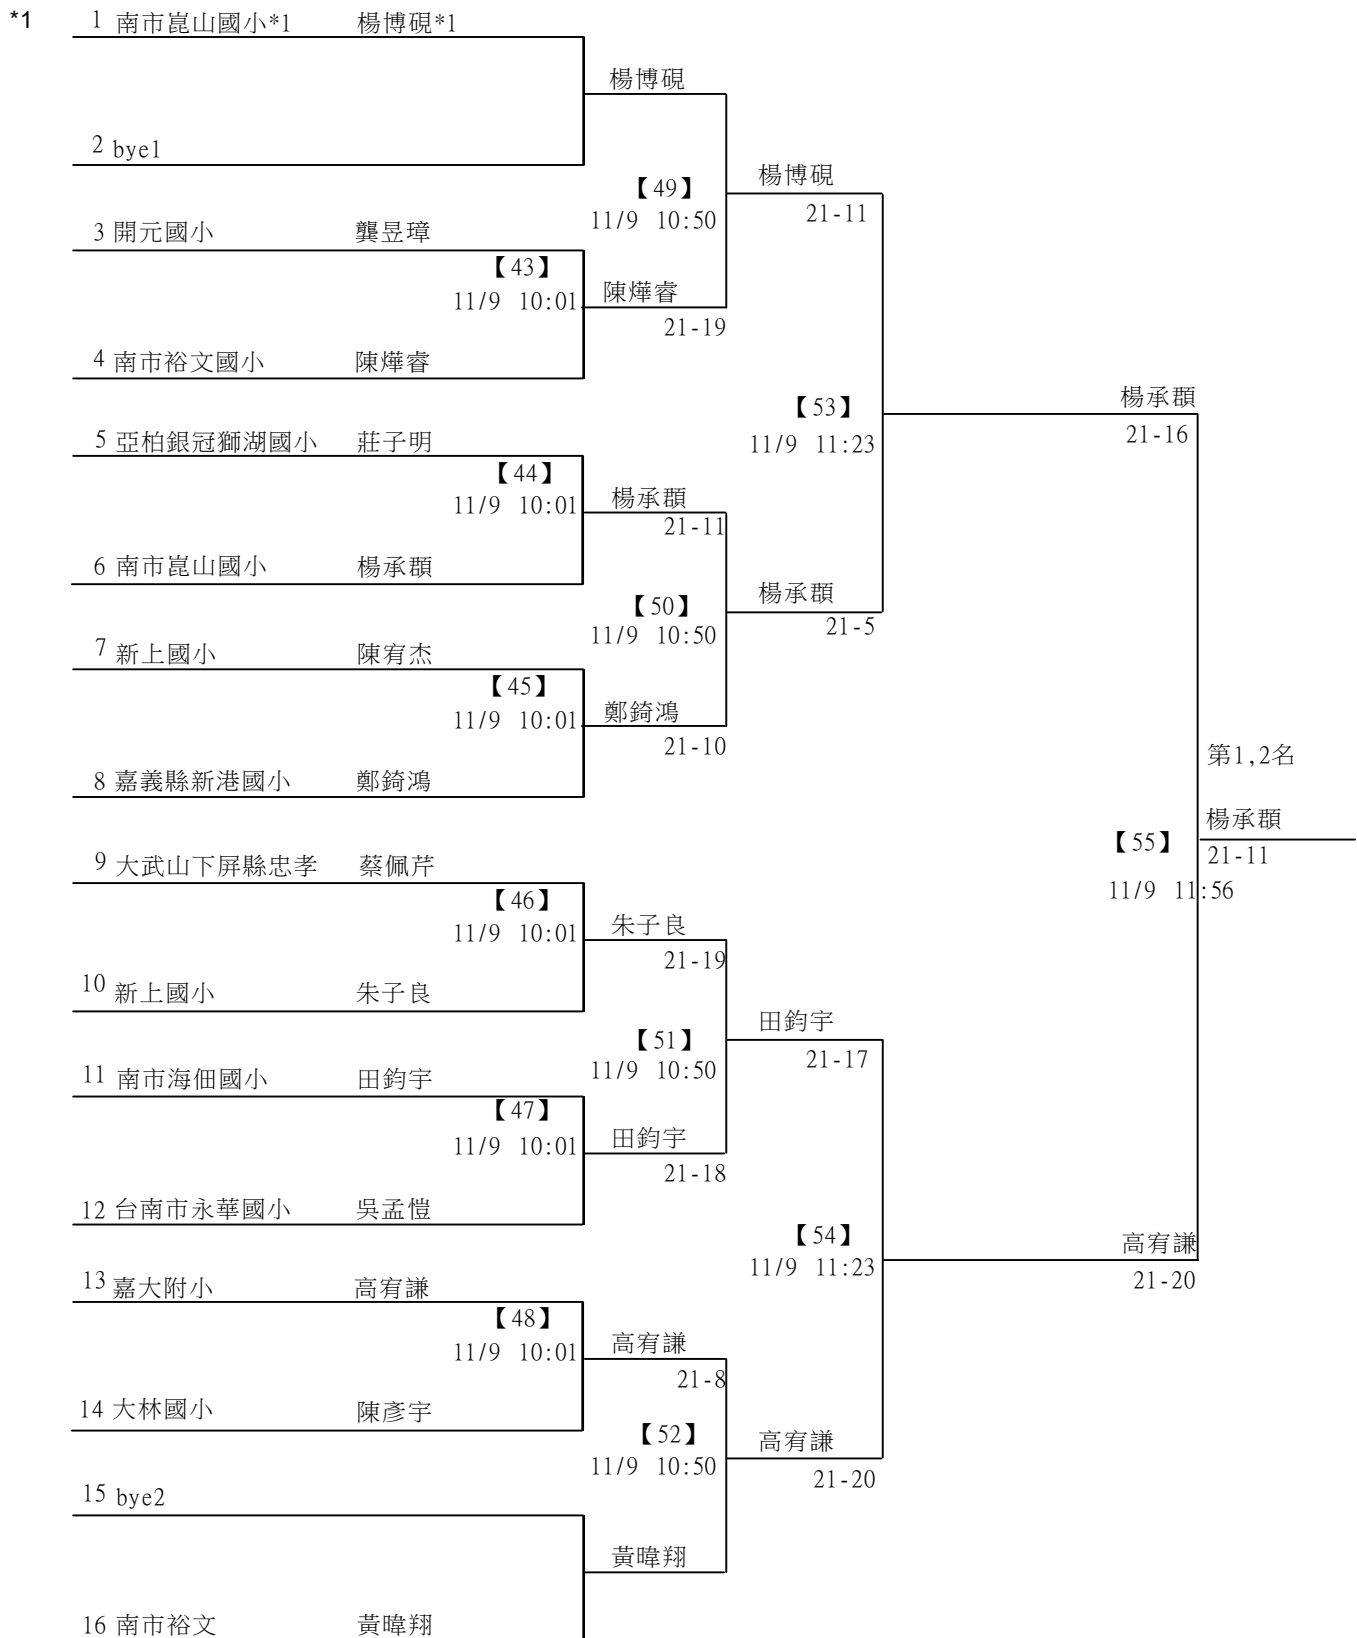 *1
1 南市崑山國小*1 楊博硯*1
楊博硯
2 bye1
楊博硯
【49】
21-11
11/9 10:50
3 開元國小 龔昱璋
【43】
11/9 10:01
陳燁睿
21-19
4 南市裕文國小 陳燁睿
楊承頵
【53】
21-16
11/9 11:23
5 亞柏銀冠獅湖國小 莊子明
【44】
11/9 10:01
楊承頵
21-11
6 南市崑山國小 楊承頵
楊承頵
【50】
21-5
11/9 10:50
7 新上國小 陳宥杰
【45】
11/9 10:01
鄭錡鴻
21-10
8 嘉義縣新港國小 鄭錡鴻
第1,2名
楊承頵
【55】
21-11
11/9 11:56
9 大武山下屏縣忠孝 蔡佩芹
【46】
11/9 10:01
朱子良
21-19
10 新上國小 朱子良
田鈞宇
【51】
21-17
11/9 10:50
11 南市海佃國小 田鈞宇
【47】
11/9 10:01
田鈞宇
21-18
12 台南市永華國小 吳孟愷
【54】
11/9 11:23
高宥謙
21-20
13 嘉大附小 高宥謙
【48】
11/9 10:01
高宥謙
21-8
14 大林國小 陳彥宇
【52】
高宥謙
11/9 10:50
21-20
15 bye2
黃暐翔
16 南市裕文 黃暐翔